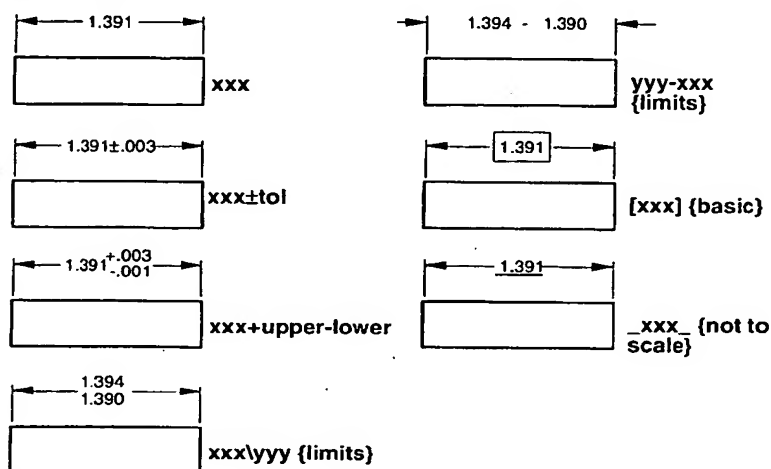 1.391
xxx
1.391±.003
xxx±tol
1.391+.003
-.001
xxx+upper-lower
1.394
1.390
xxx\yyy {limits}
1.394 - 1.390
yyy-xxx
{limits}
1.391
[xxx] {basic}
1.391
_xxx_ {not to
scale}